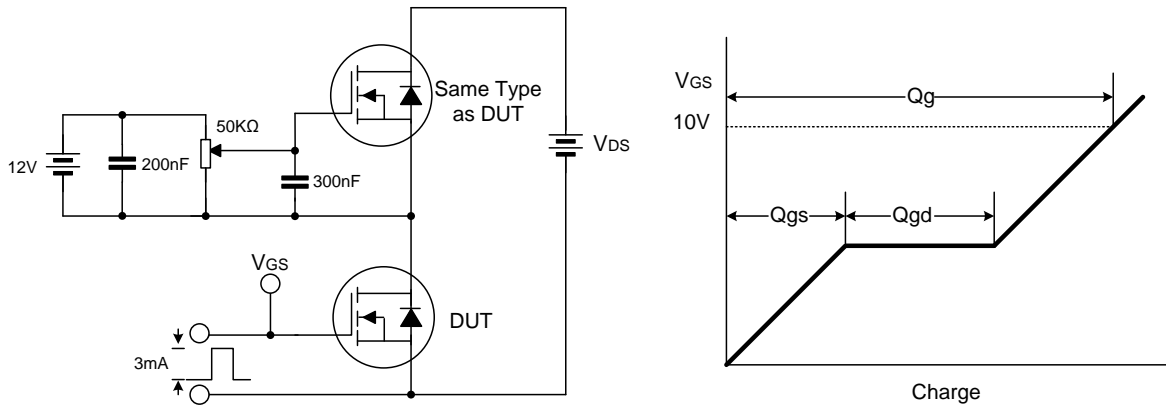 Same Type
as DUT
50KΩ
12V
200nF
300nF
VDS
VGS
DUT
3mA
VGS
10V
Qg
Qgs
Qgd
Charge